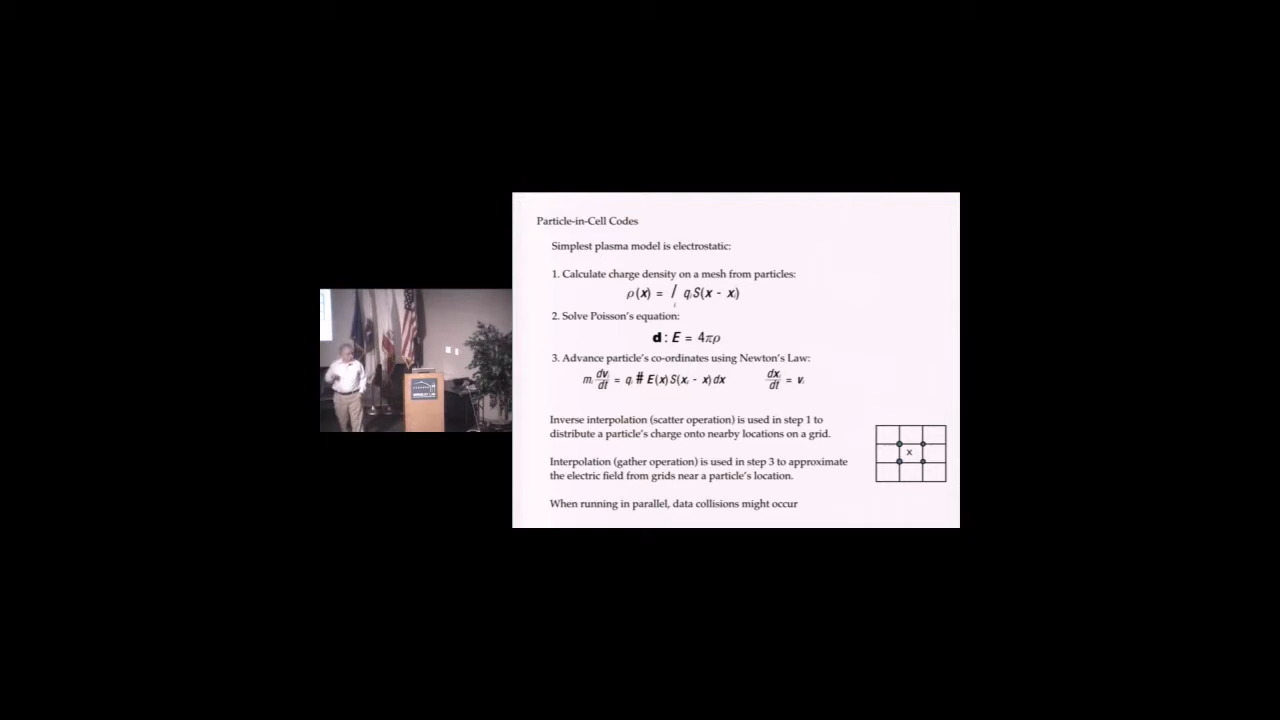 Particle-in-Cell Codes
Simplest plasma model is electrostatic:
1. Calculate charge density on a mesh from particles:
ρ(x) = / qᵢS(x - xᵢ)
i
2. Solve Poisson's equation:
d : E = 4πρ
3. Advance particle's co-ordinates using Newton's Law:
mᵢ dvᵢ/dt = qᵢ # E(x)S(xᵢ - x)dx dxᵢ/dt = vᵢ
Inverse interpolation (scatter operation) is used in step 1 to
distribute a particle's charge onto nearby locations on a grid.
Interpolation (gather operation) is used in step 3 to approximate
the electric field from grids near a particle's location.
x
When running in parallel, data collisions might occur